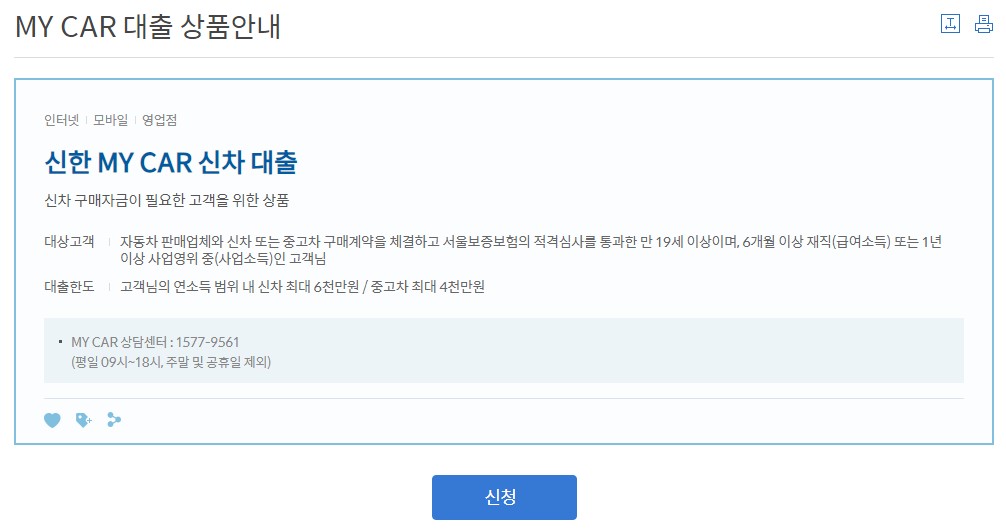 MY CAR 대출 상품안내
인터넷 모바일 영업점
신한 MY CAR 신차 대출
신차 구매자금이 필요한 고객을 위한 상품
대상고객 자동차 판매업체와 신차 또는 중고차 구매계약을 체결하고 서울보증보험의 적격심사를 통과한 만 19세 이상이며, 6개월 이상 재직(급여소득) 또는 1년
이상 사업영위 중(사업소득)인 고객님
대출한도 고객님의 연소득 범위 내 신차 최대 6천만원 / 중고차 최대 4천만원
• MY CAR 상담센터 : 1577-9561
(평일 09시~18시, 주말 및 공휴일 제외)
신청